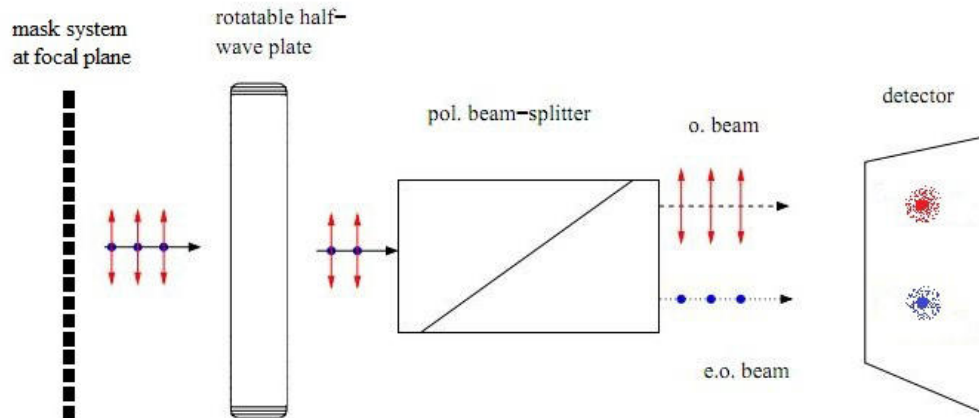 mask system
at focal plane
rotatable half-
wave plate
pol. beam-splitter
o. beam
e.o. beam
detector